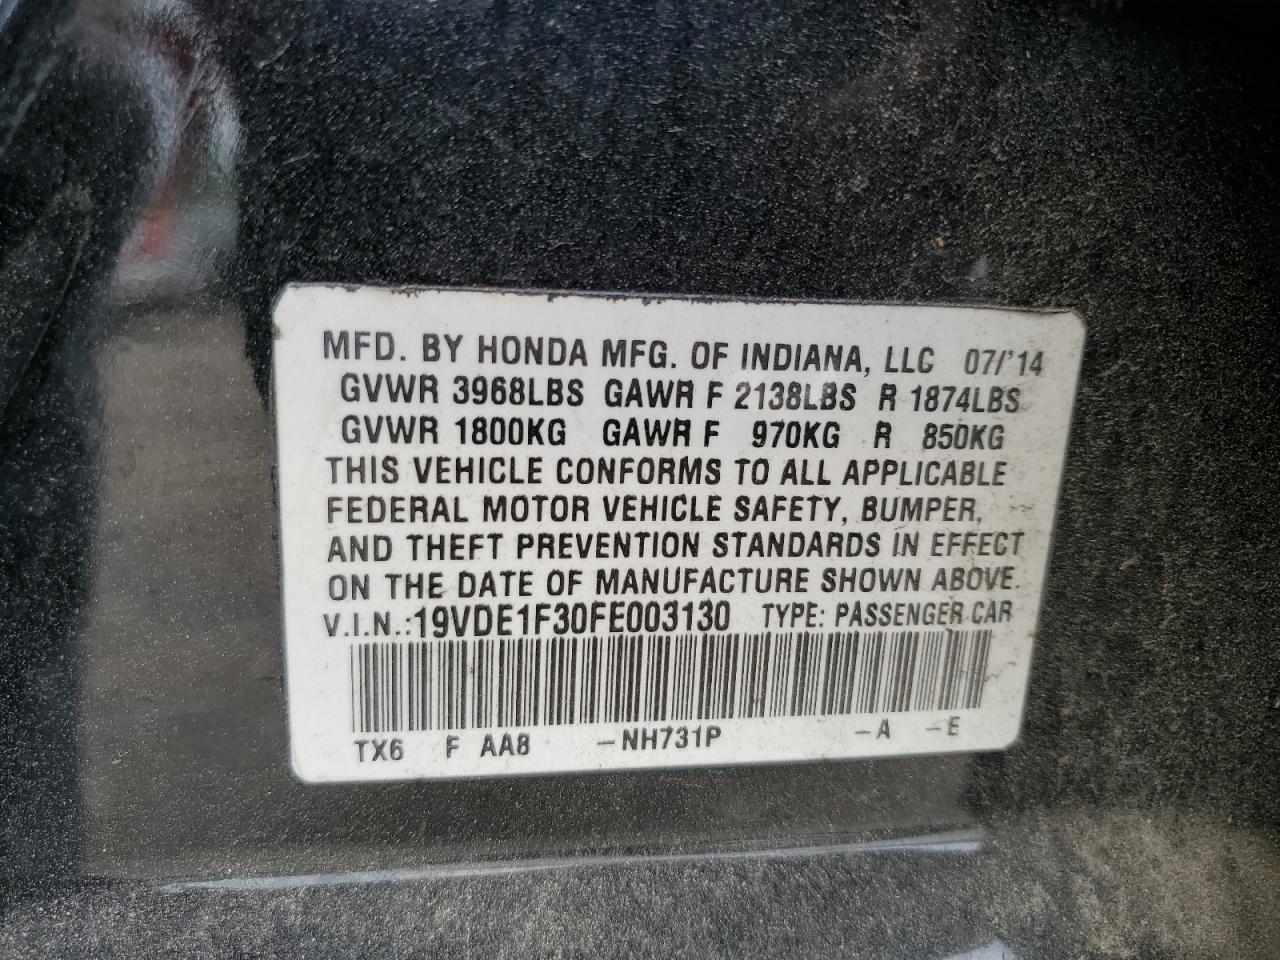 MFD. BY HONDA MFG. OF INDIANA, LLC 07/'14
GVWR 3968LBS GAWR F 2138LBS R 1874LBS
GVWR 1800KG GAWR F 970KG R 850KG
THIS VEHICLE CONFORMS TO ALL APPLICABLE
FEDERAL MOTOR VEHICLE SAFETY, BUMPER,
AND THEFT PREVENTION STANDARDS IN EFFECT
ON THE DATE OF MANUFACTURE SHOWN ABOVE.
V.I.N.:19VDE1F30FE003130 TYPE: PASSENGER CAR
TX6 F AA8 -NH731P -A -E